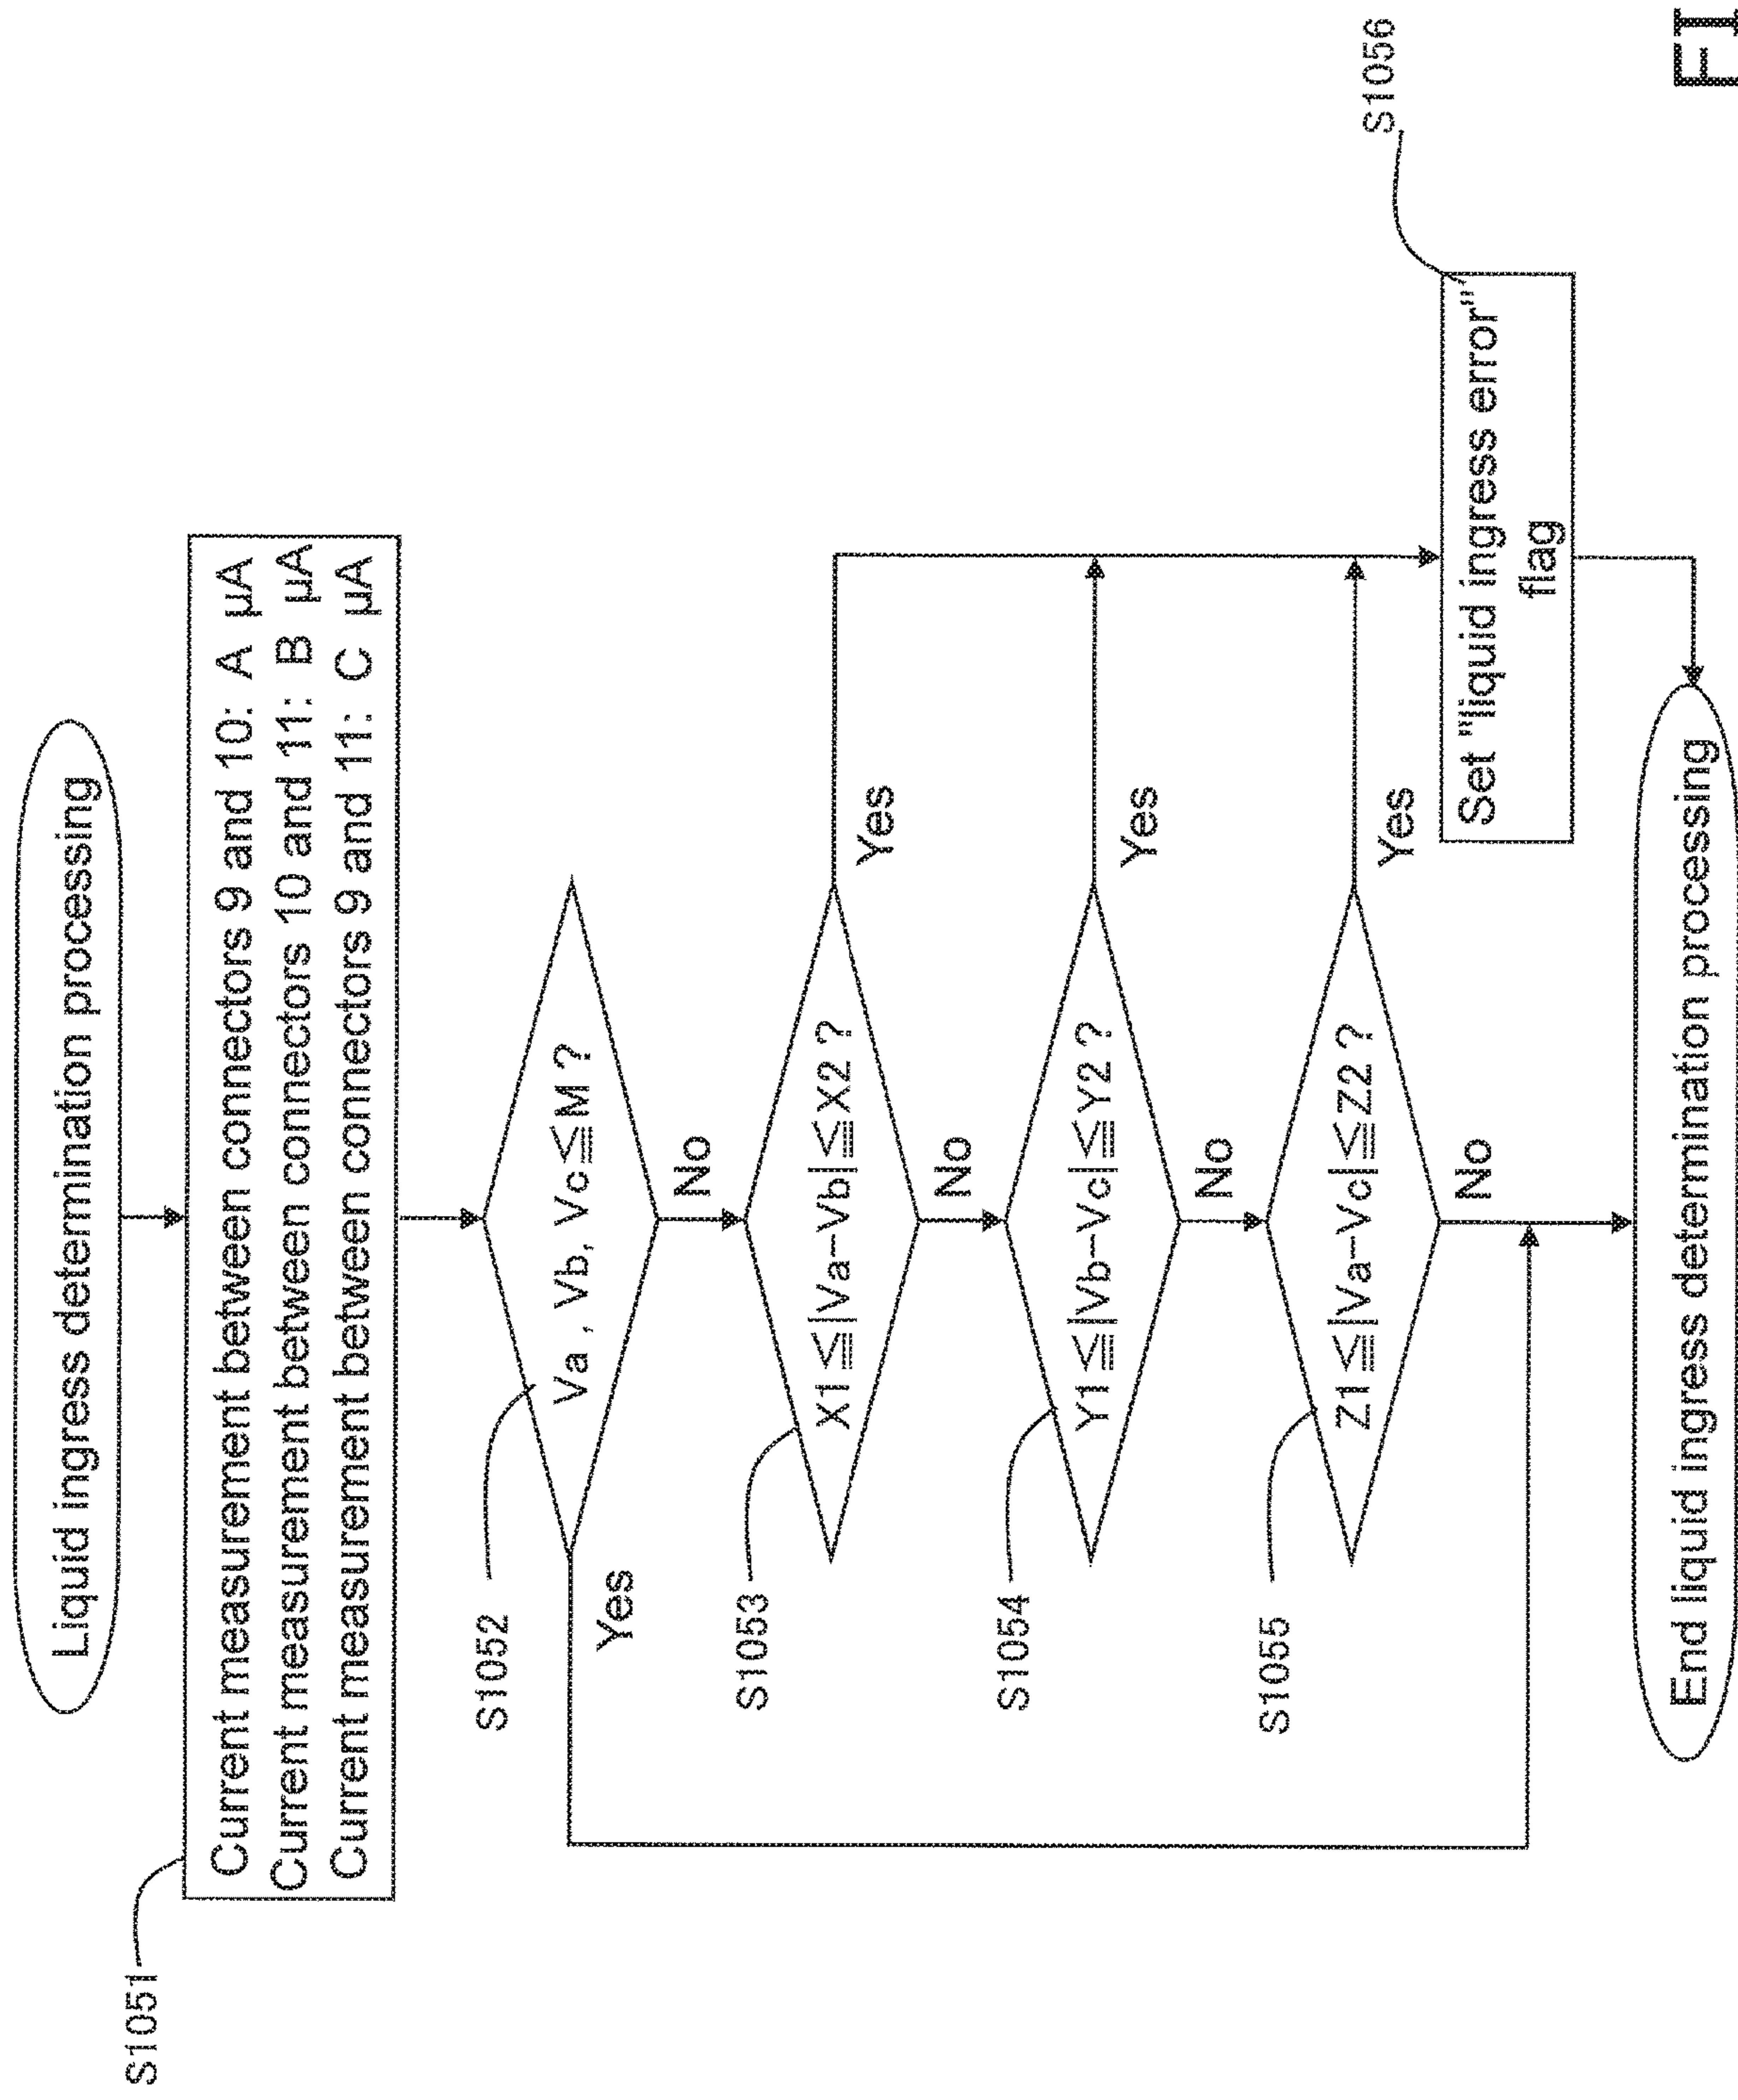 Liquid ingress determination processing
S1051
Current measurement between connectors 9 and 10: A μA
Current measurement between connectors 10 and 11: B μA
Current measurement between connectors 9 and 11: C μA
S1052
Va, Vb, Vc≦M ?
Yes
No
S1053
X1≦|Va−Vb|≦X2 ?
Yes
No
S1054
Y1≦|Vb−Vc|≦Y2 ?
Yes
No
S1055
Z1≦|Va−Vc|≦Z2 ?
Yes
No
S1056
Set "liquid ingress error"
flag
End liquid ingress determination processing
FI